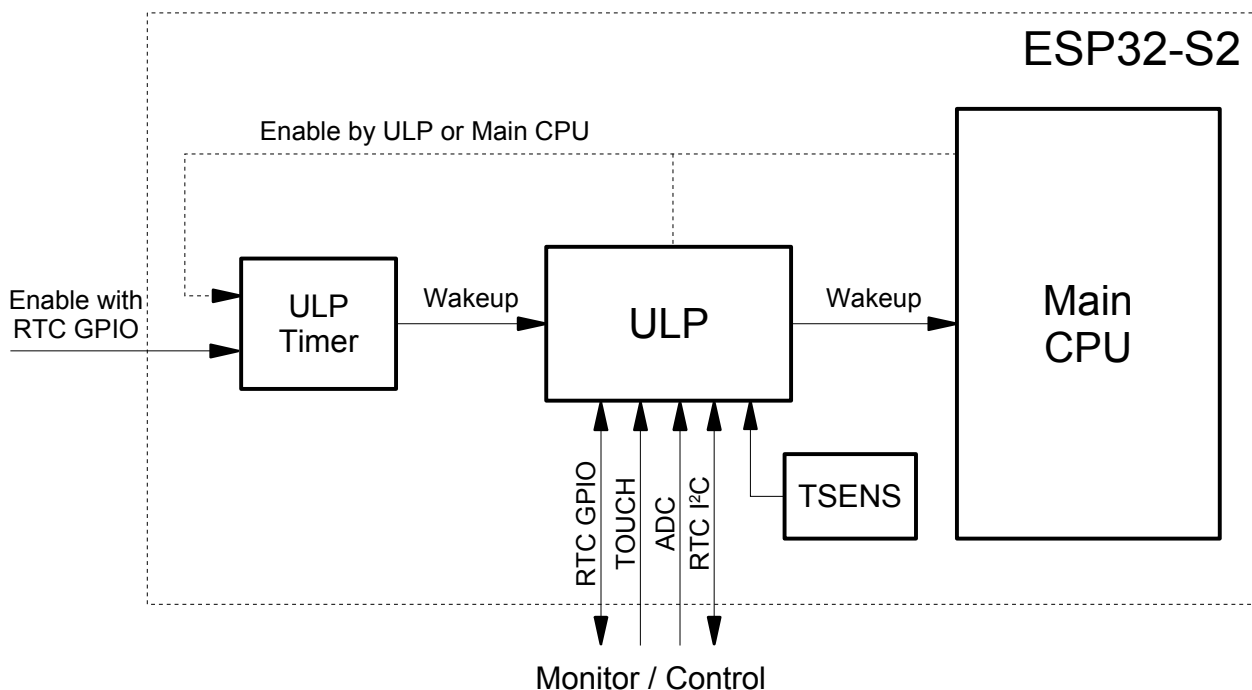 ESP32-S2
Enable by ULP or Main CPU
Enable with
RTC GPIO
ULP
Timer
Wakeup
ULP
Wakeup
Main
CPU
RTC GPIO
TOUCH
ADC
RTC I²C
TSENS
Monitor / Control